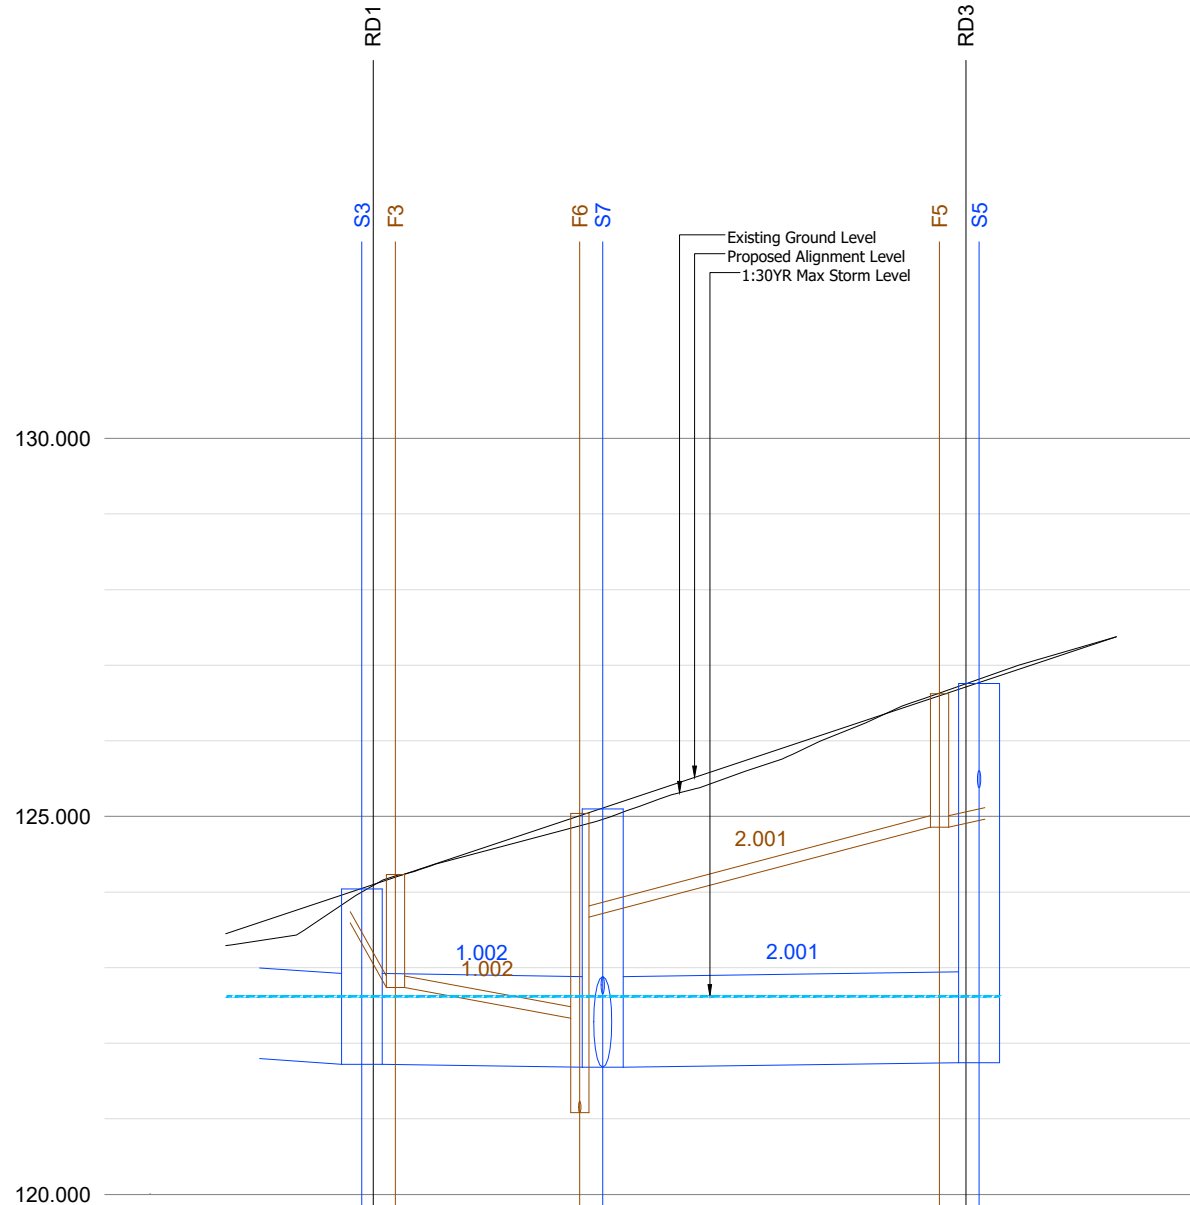 RD1
RD3
S3
F3
F6
S7
F5
S5
Existing Ground Level
Proposed Alignment Level
1:30YR Max Storm Level
130.000
125.000
2.001
1.002
2.001
1.002
120.000